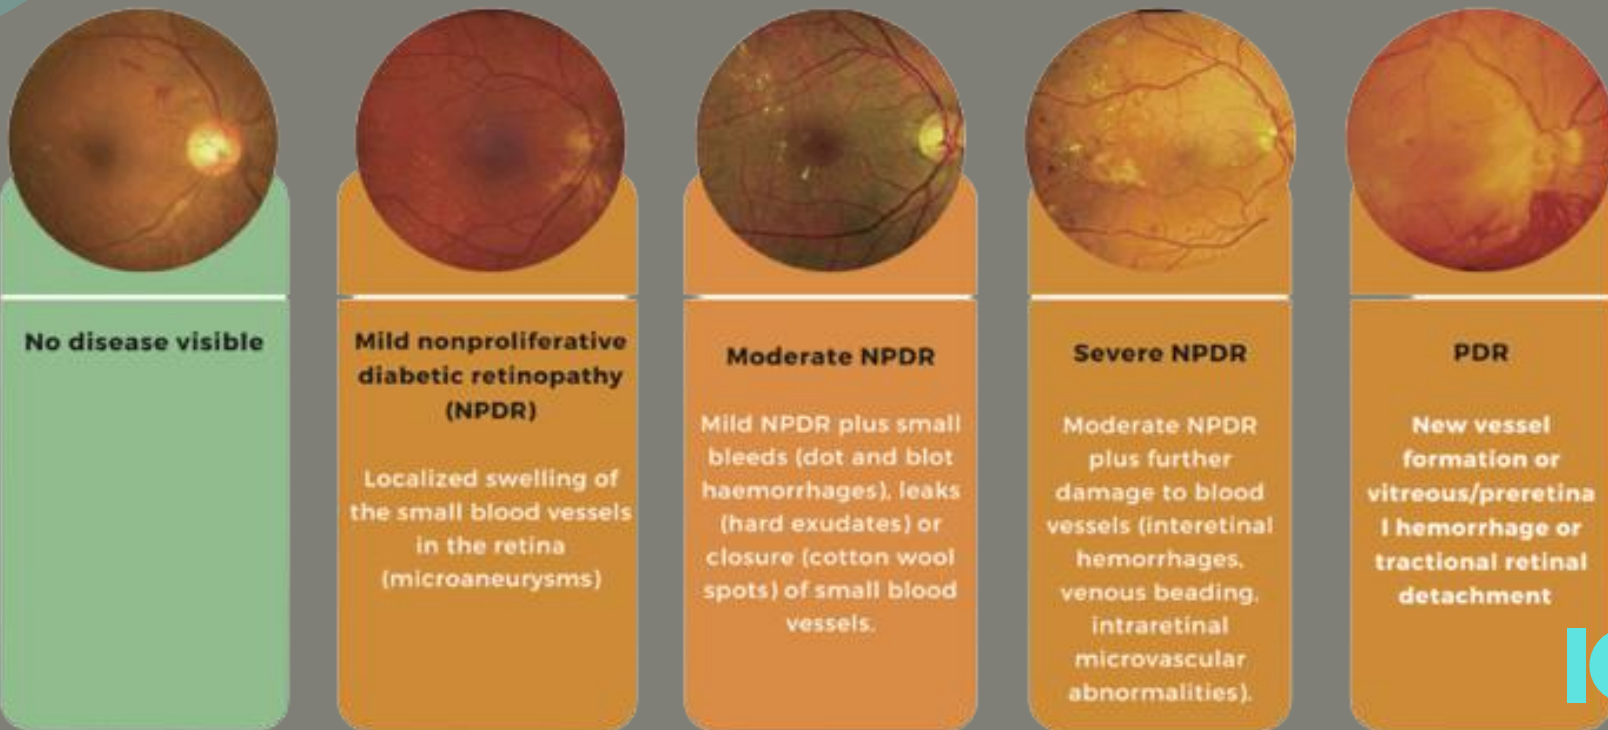 No disease visible
Mild nonproliferative
diabetic retinopathy
(NPDR)
Localized swelling of
the small blood vessels
in the retina
(microaneurysms)
Moderate NPDR
Mild NPDR plus small
bleeds (dot and blot
haemorrhages), leaks
(hard exudates) or
closure (cotton wool
spots) of small blood
vessels.
Severe NPDR
Moderate NPDR
plus further
damage to blood
vessels (interetinal
hemorrhages,
venous beading,
intraretinal
microvascular
abnormalities).
PDR
New vessel
formation or
vitreous/preretina
l hemorrhage or
tractional retinal
detachment